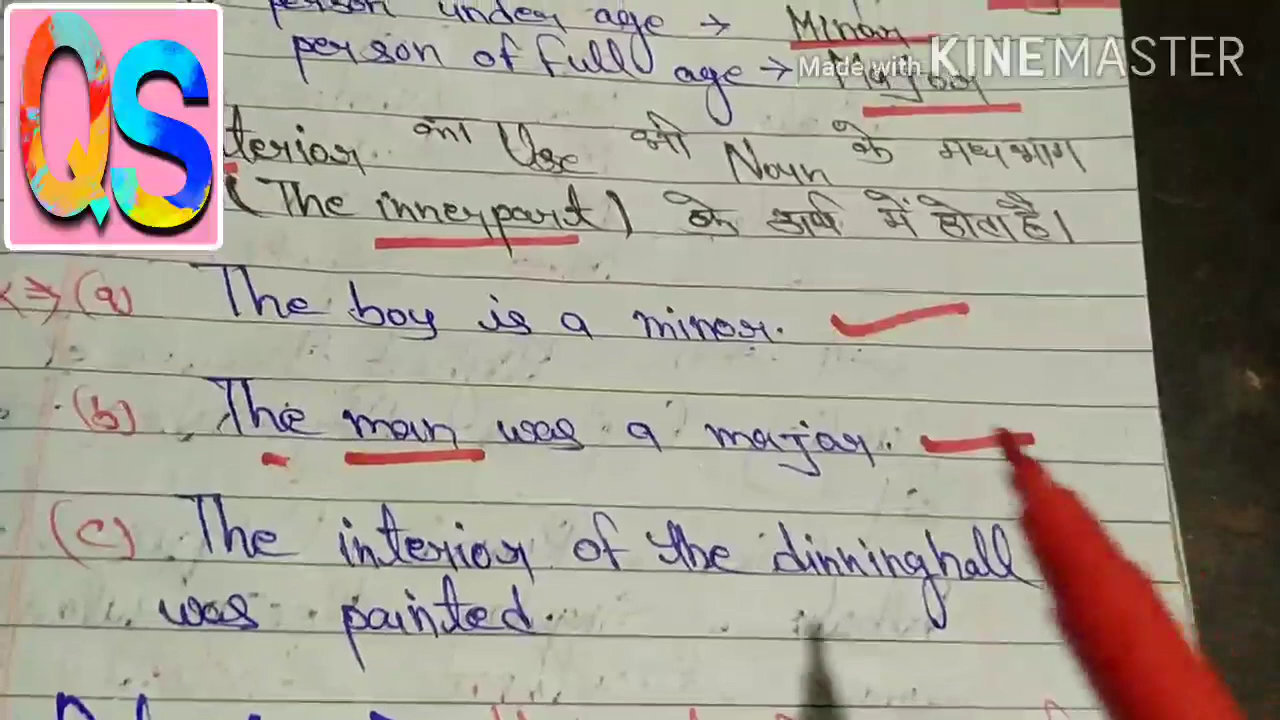 person under age → Minor
person of full age → Major
Made with KINEMASTER
QS
terior का Use भी Noun के मध्यभाग
(The innerpart) के अर्थ में होता है।
(a) The boy is a minor.
(b) The man was a major.
(c) The interior of the dinninghall
was painted.